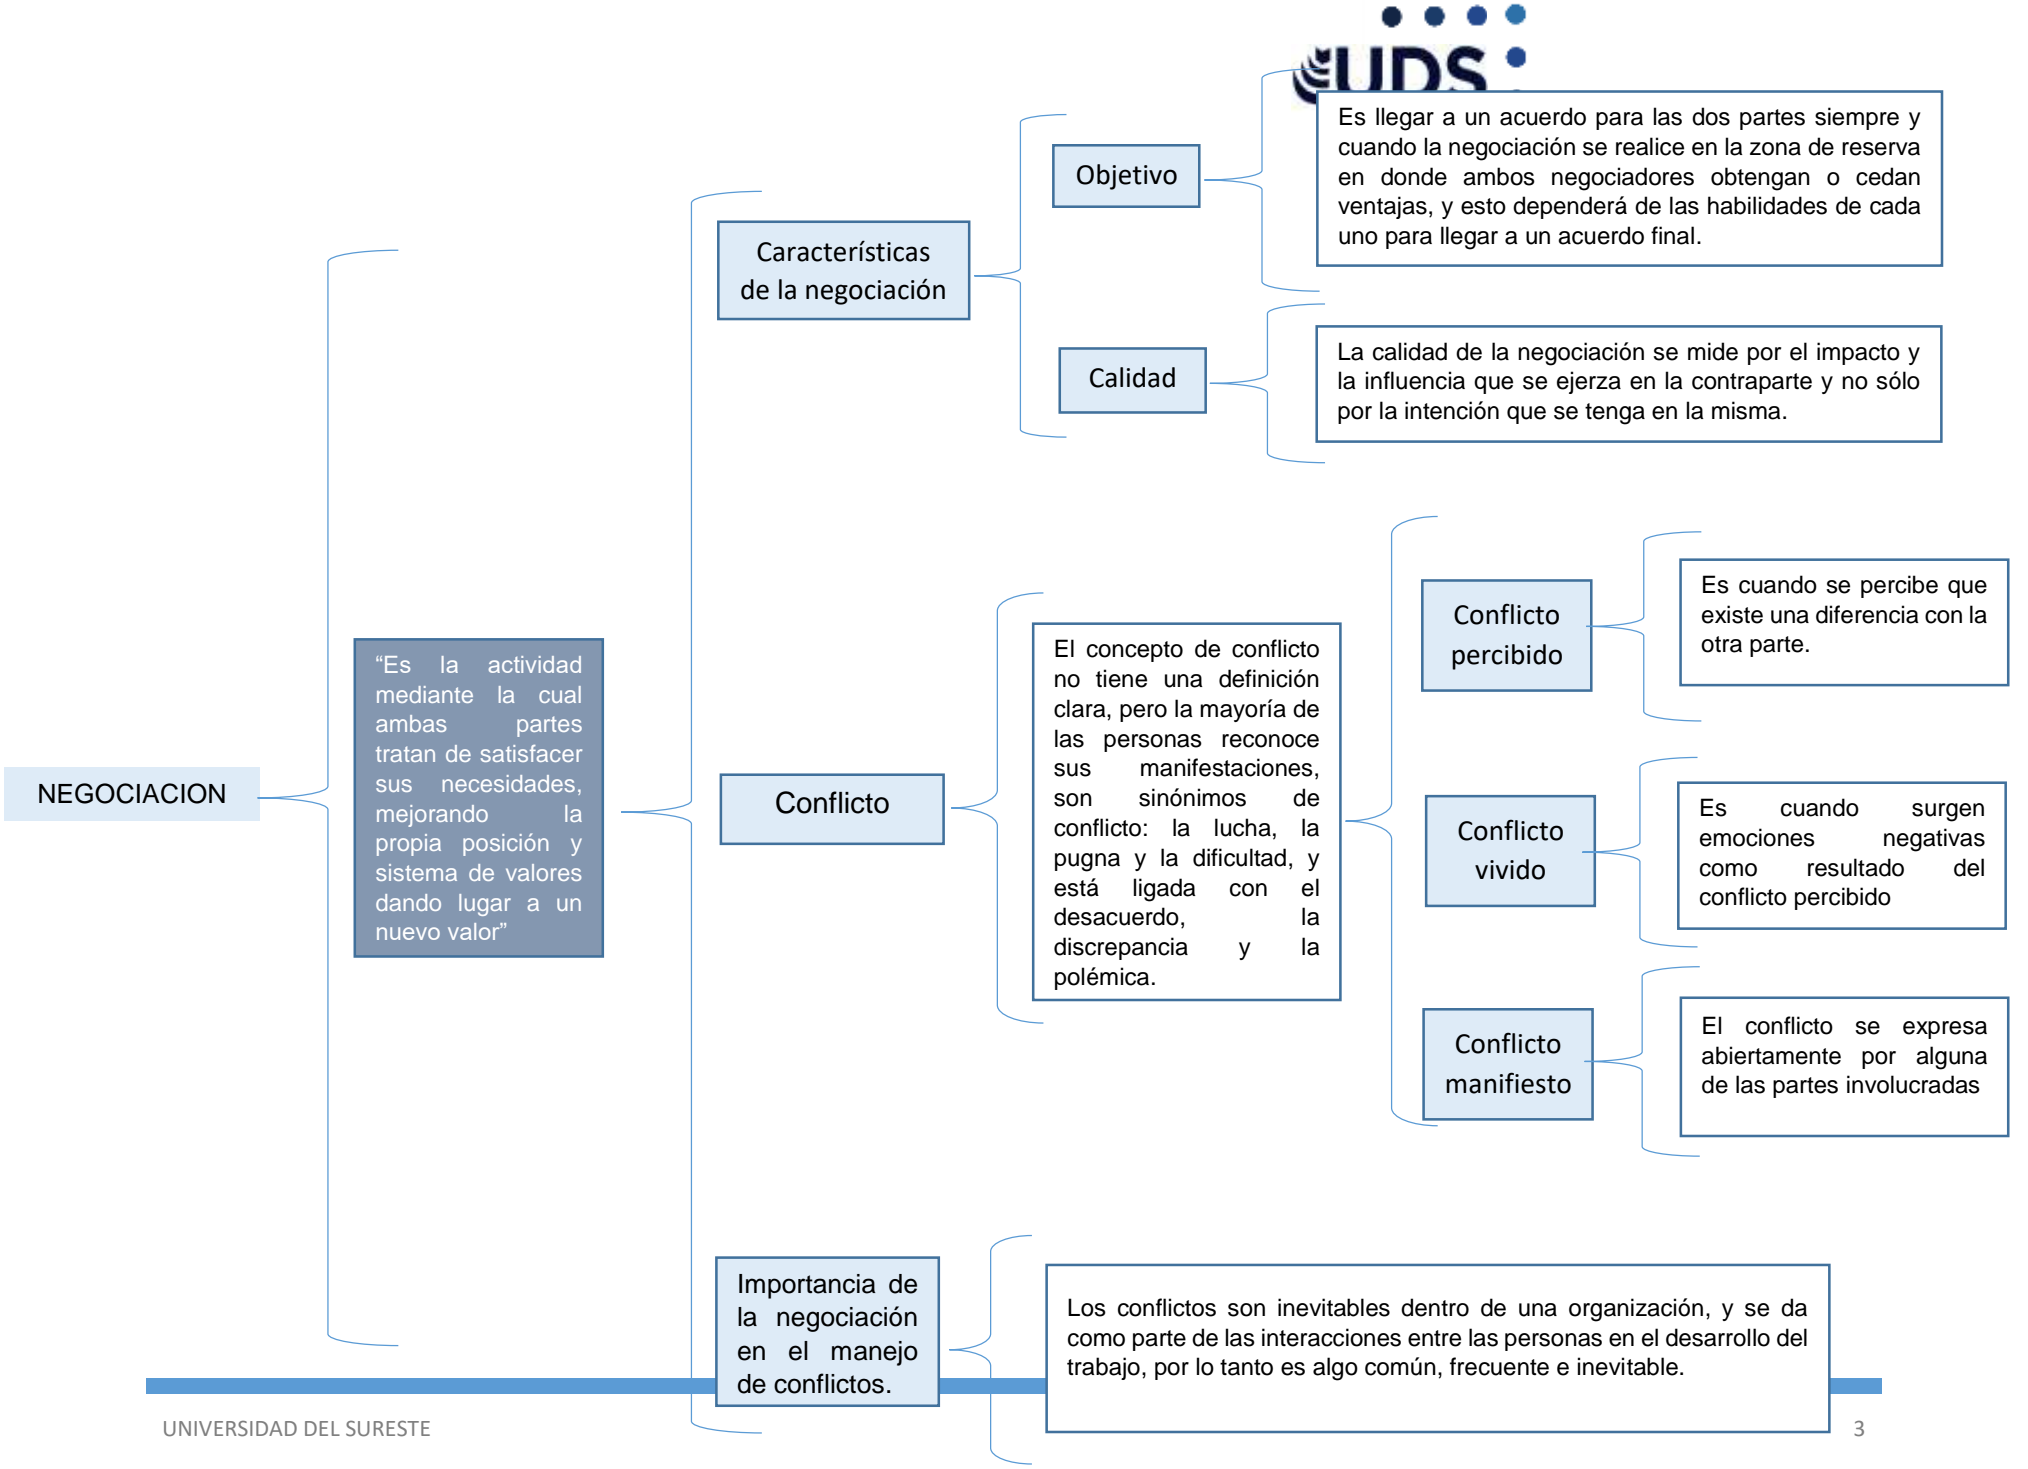 UDS
Es llegar a un acuerdo para las dos partes siempre y
cuando la negociación se realice en la zona de reserva
en donde ambos negociadores obtengan o cedan
ventajas, y esto dependerá de las habilidades de cada
uno para llegar a un acuerdo final.
Objetivo
Característicias
de la negociación
Calidad
La calidad de la negociación se mide por el impacto y
la influencia que se ejerza en la contraparte y no sólo
por la intención que se tenga en la misma.
NEGOCIACION
“Es la actividad
mediante la cual
ambas partes
tratan de satisfacer
sus necesidades,
mejorando la
propia posición y
sistema de valores
dando lugar a un
nuevo valor”
Conflicto
El concepto de conflicto
no tiene una definición
clara, pero la mayoría de
las personas reconoce
sus manifestaciones,
son sinónimos de
conflicto: la lucha, la
pugna y la dificultad, y
está ligada con el
desacuerdo, la
discrepancia y la
polémica.
Conflicto
percibido
Es cuando se percibe que
existe una diferencia con la
otra parte.
Conflicto
vivido
Es cuando surgen
emociones negativas
como resultado del
conflicto percibido
Conflicto
manifiesto
El conflicto se expresa
abiertamente por alguna
de las partes involucradas
Importancia de
la negociación
en el manejo
de conflictos.
Los conflictos son inevitables dentro de una organización, y se da
como parte de las interacciones entre las personas en el desarrollo del
trabajo, por lo tanto es algo común, frecuente e inevitable.
UNIVERSIDAD DEL SURESTE
3